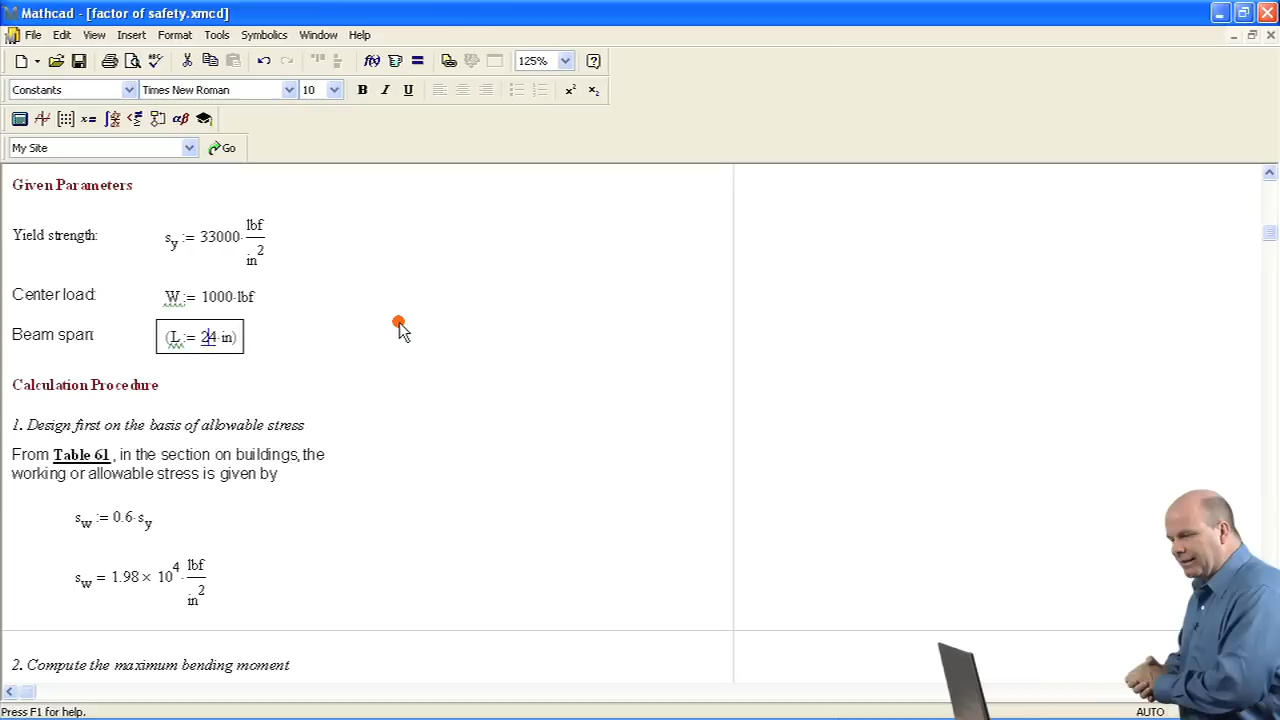 Mathcad - [factor of safety.xmcd]
File Edit View Insert Format Tools Symbolics Window Help
125%
Constants Times New Roman 10 B I U
My Site Go
Given Parameters
Yield strength: s_y := 33000· lbf/in^2
Center load: W := 1000·lbf
Beam span: (L := 24·in)
Calculation Procedure
1. Design first on the basis of allowable stress
From Table 61, in the section on buildings, the
working or allowable stress is given by
s_w := 0.6·s_y
s_w = 1.98 × 10^4 · lbf/in^2
2. Compute the maximum bending moment
Press F1 for help. AUTO